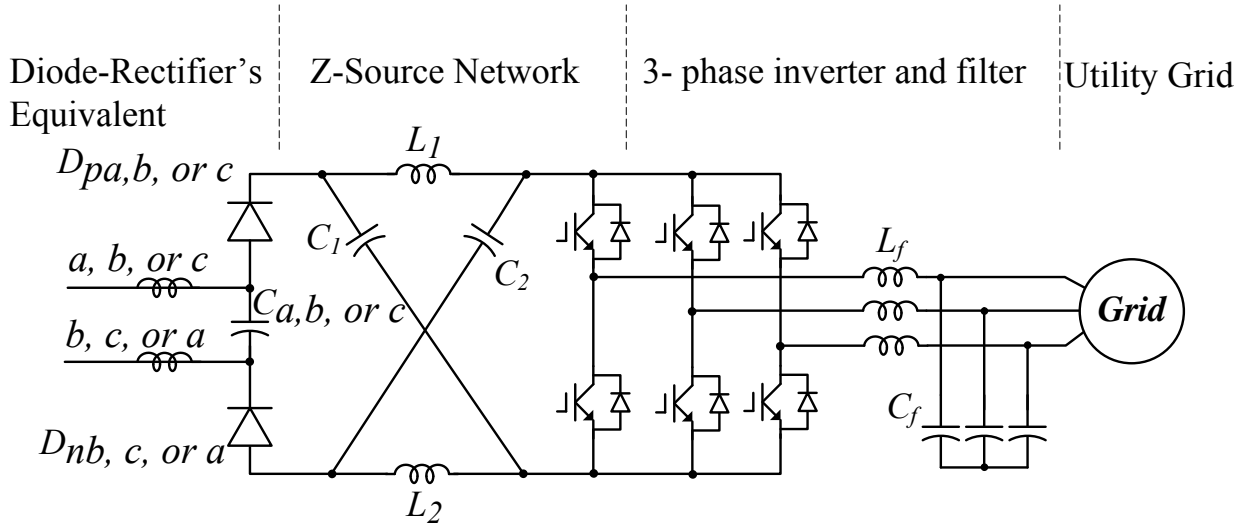 Diode-Rectifier's
Equivalent
Z-Source Network
3- phase inverter and filter
Utility Grid
Dpa,b, or c
L1
C1
C2
a, b, or c
Ca,b, or c
b, c, or a
Dnb, c, or a
L2
Lf
Grid
Cf